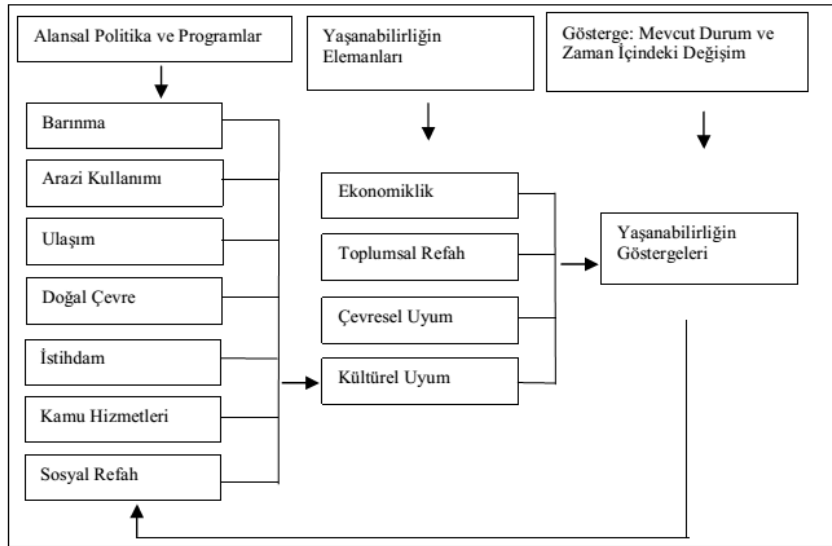 Alansal Politika ve Programlar
Yaşanabilirliğin
Elemanları
Gösterge: Mevcut Durum ve
Zaman İçindeki Değişim
Barınma
Arazi Kullanımı
Ulaşım
Doğal Çevre
İstihdam
Kamu Hizmetleri
Sosyal Refah
Ekonomiklik
Toplumsal Refah
Çevresel Uyum
Kültürel Uyum
Yaşanabilirliğin
Göstergeleri